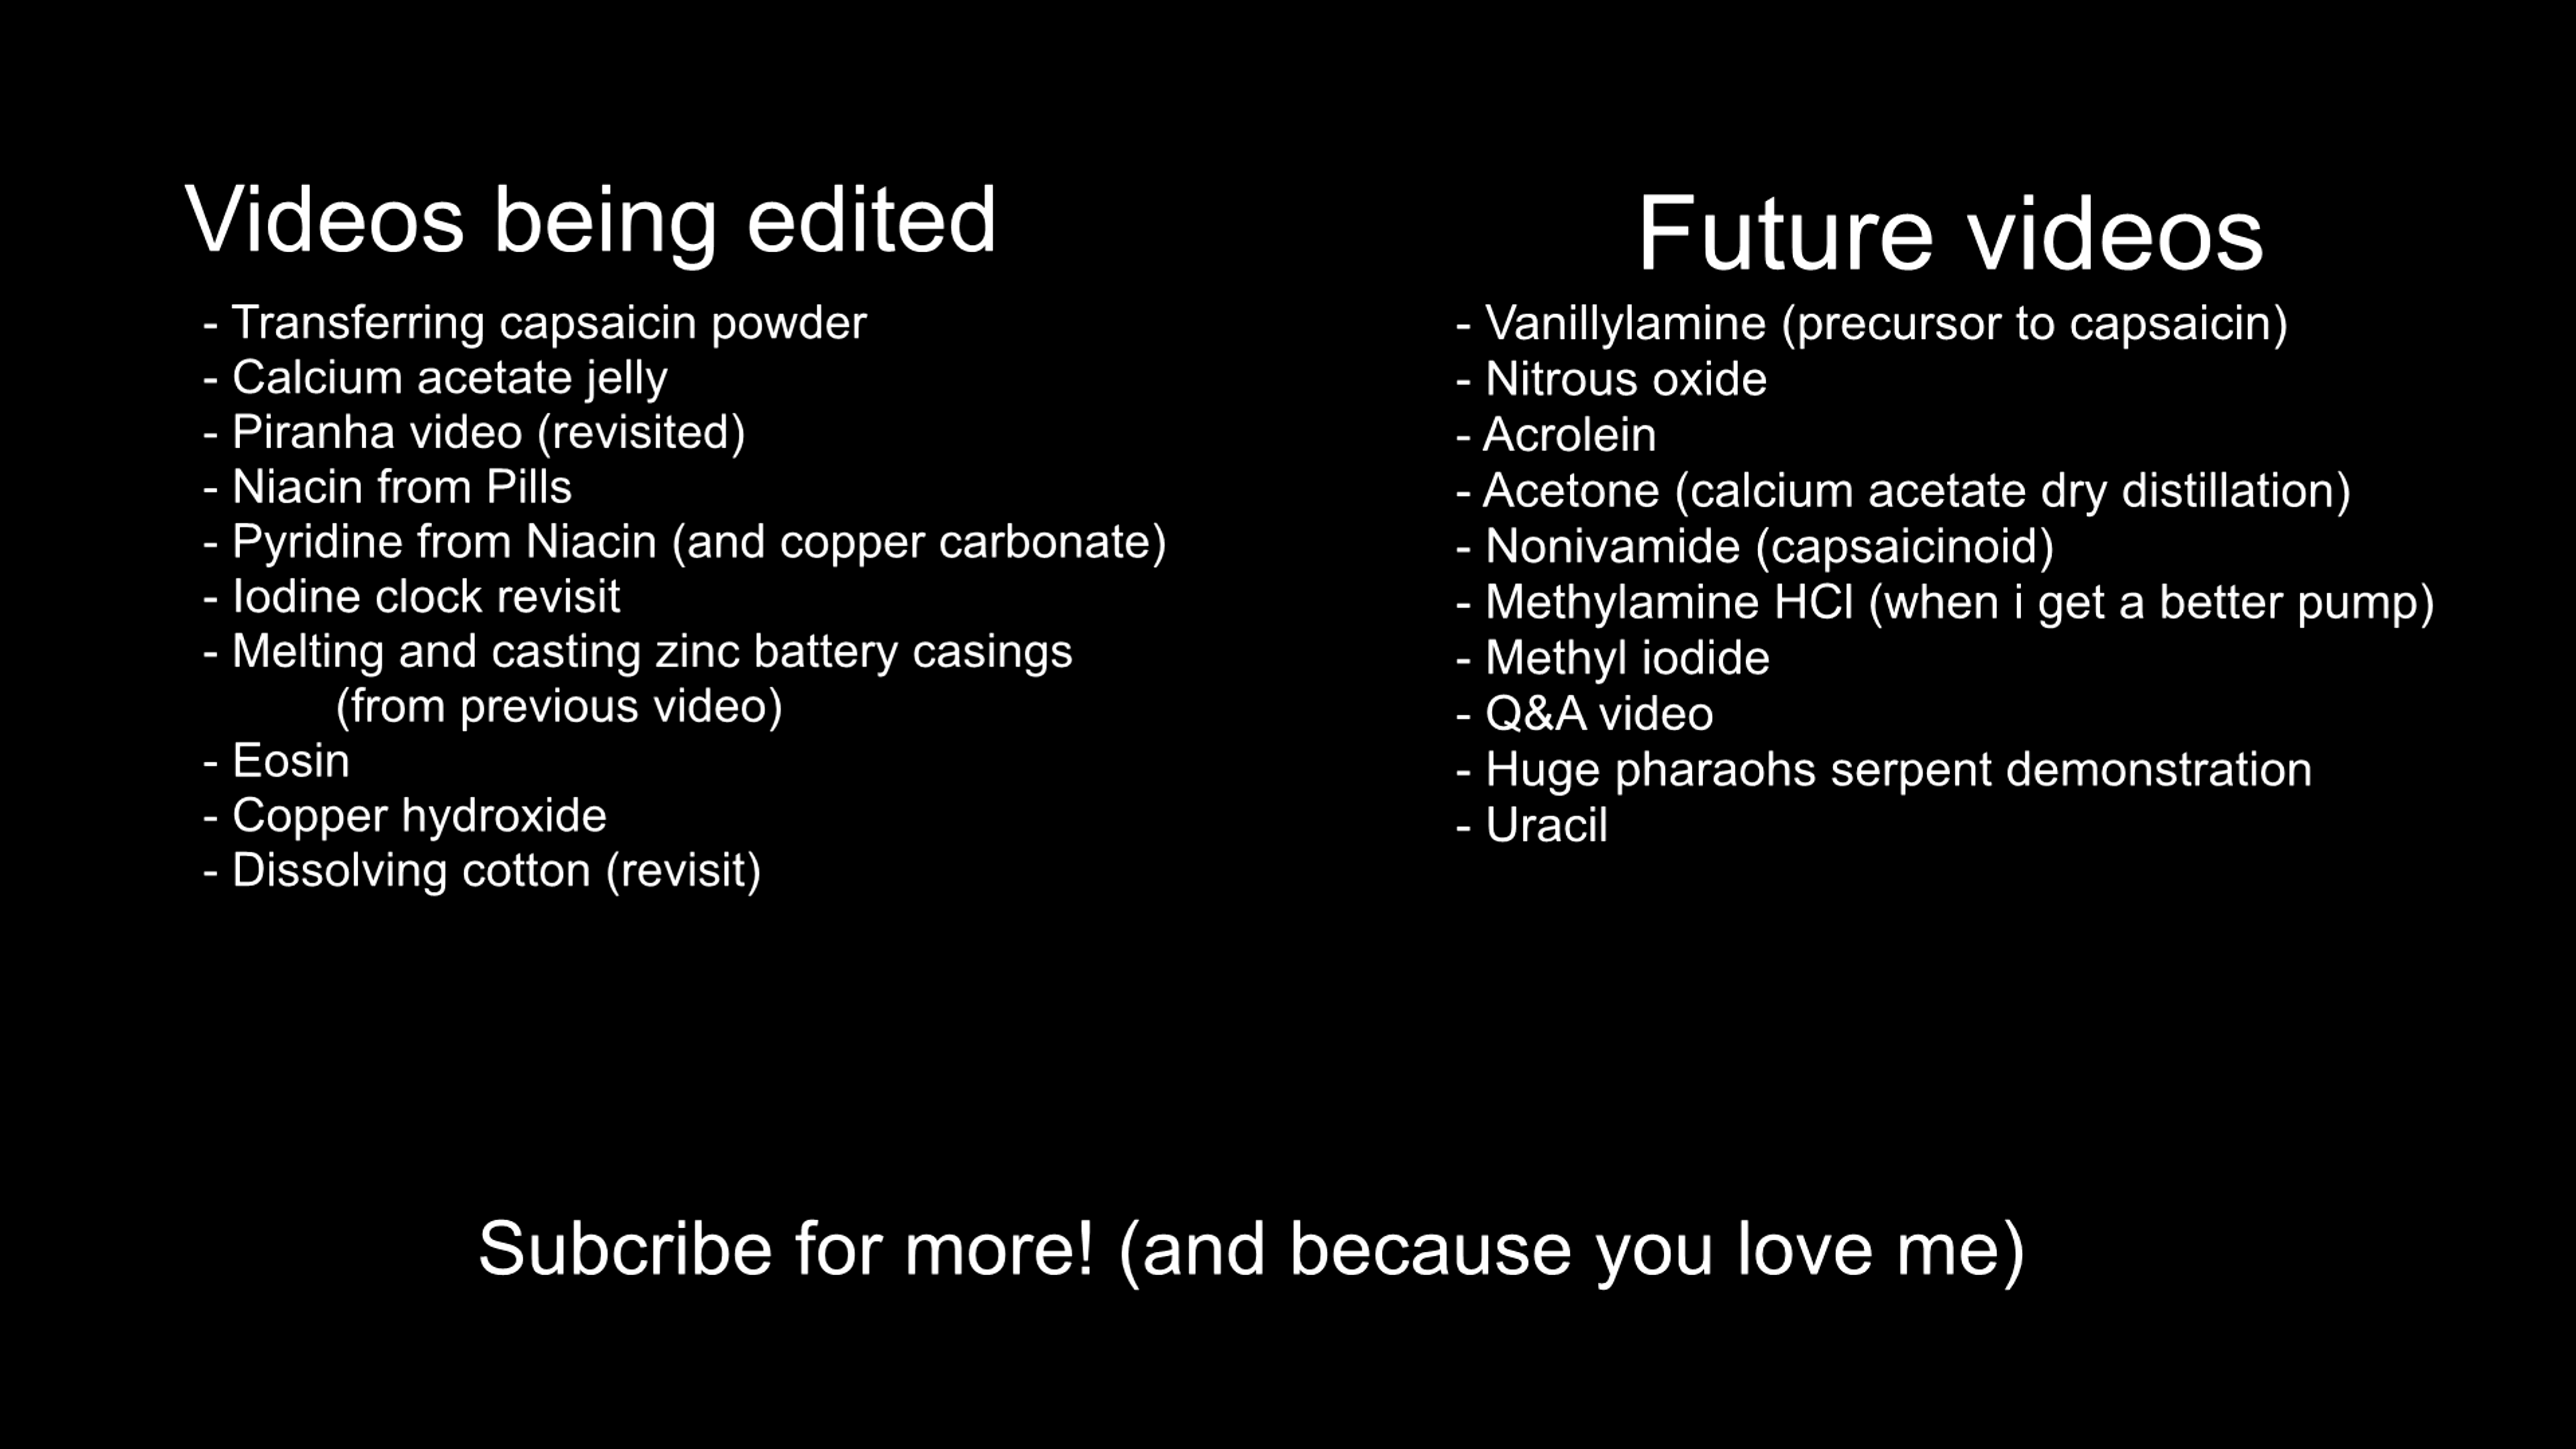 Videos being edited
- Transferring capsaicin powder
- Calcium acetate jelly
- Piranha video (revisited)
- Niacin from Pills
- Pyridine from Niacin (and copper carbonate)
- Iodine clock revisit
- Melting and casting zinc battery casings
(from previous video)
- Eosin
- Copper hydroxide
- Dissolving cotton (revisit)
Future videos
- Vanillylamine (precursor to capsaicin)
- Nitrous oxide
- Acrolein
- Acetone (calcium acetate dry distillation)
- Nonivamide (capsaicinoid)
- Methylamine HCl (when i get a better pump)
- Methyl iodide
- Q&A video
- Huge pharaohs serpent demonstration
- Uracil
Subcribe for more! (and because you love me)